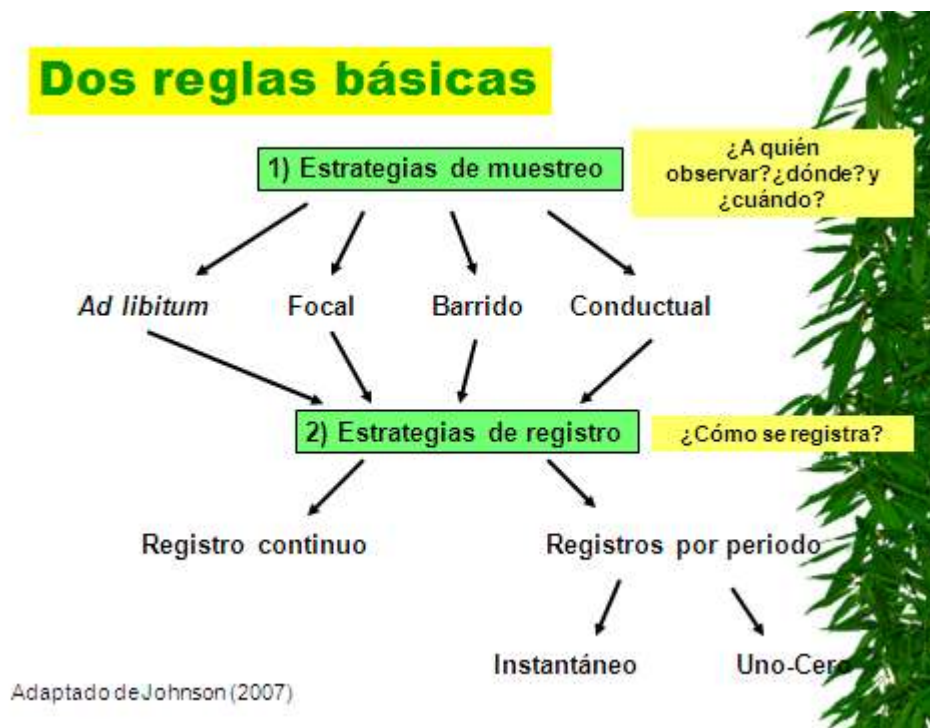 Dos reglas básicas
1) Estrategias de muestreo
¿A quién
observar?¿dónde? y
¿cuándo?
Ad libitum
Focal
Barrido
Conductual
2) Estrategias de registro
¿Cómo se registra?
Registro continuo
Registros por periodo
Instantáneo
Uno-Cero
Adaptado de Johnson (2007)